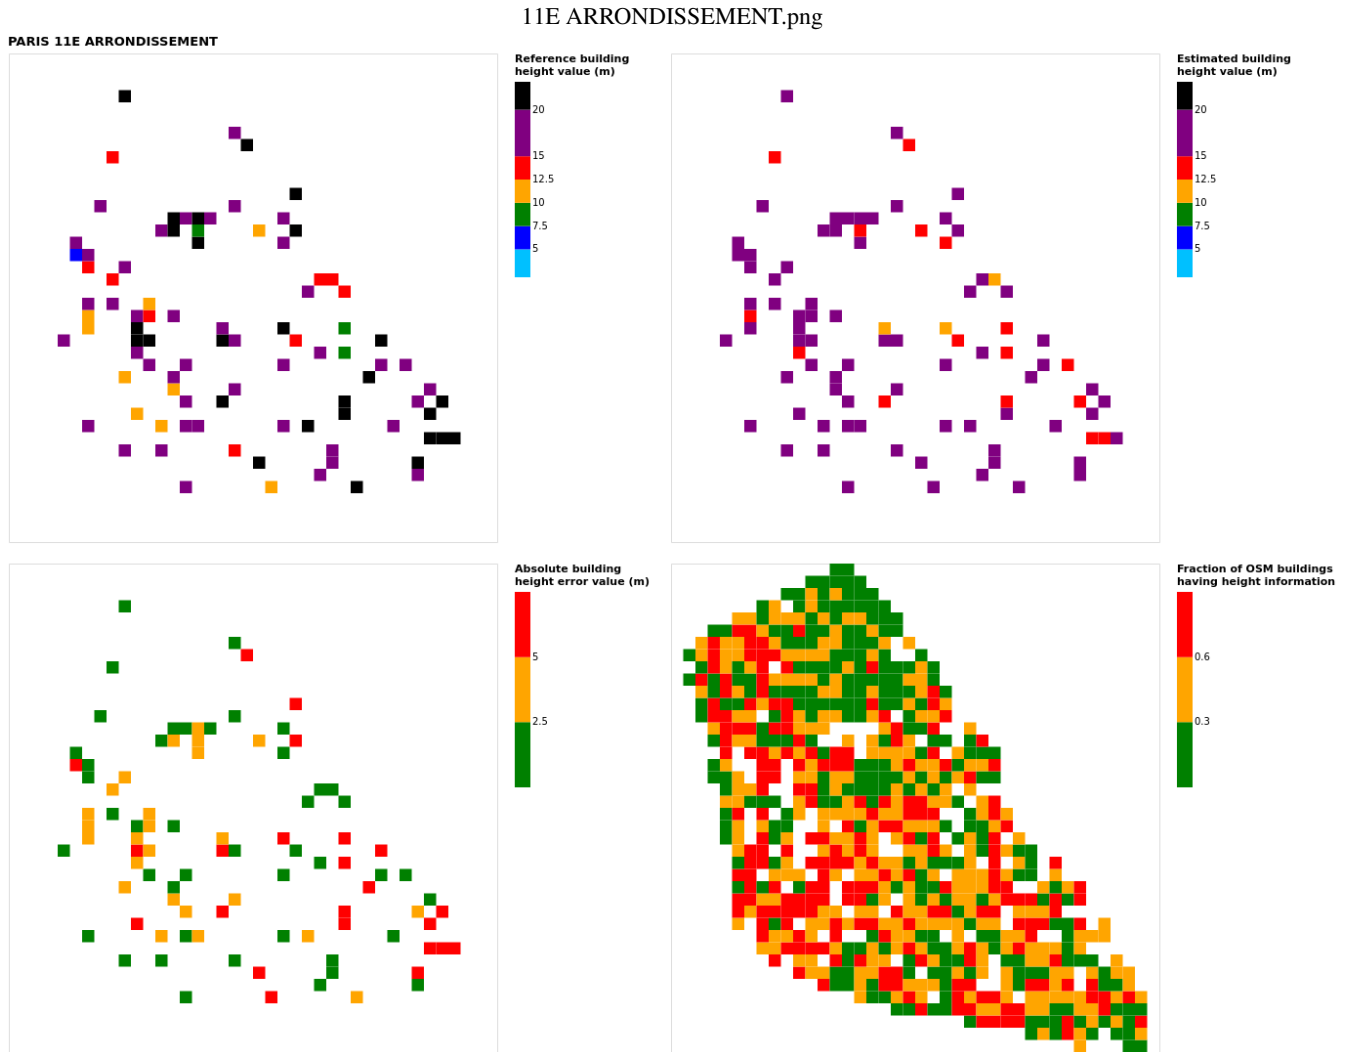 11E ARRONDISSEMENT.png
PARIS 11E ARRONDISSEMENT
Reference building
height value (m)
20
15
12.5
10
7.5
5
Estimated building
height value (m)
20
15
12.5
10
7.5
5
Absolute building
height error value (m)
5
2.5
Fraction of OSM buildings
having height information
0.6
0.3